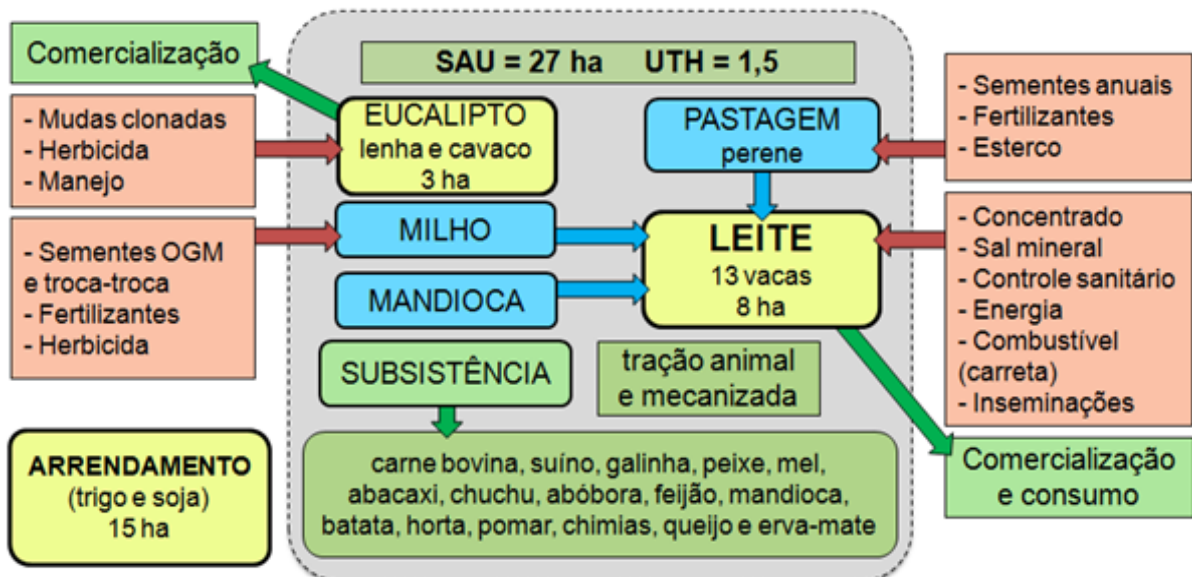 Comercialização
SAU = 27 ha UTH = 1,5
- Mudas clonadas
- Herbicida
- Manejo
EUCALIPTO
lenha e cavaco
3 ha
PASTAGEM
perene
- Sementes anuais
- Fertilizantes
- Esterco
- Sementes OGM
e troca-troca
- Fertilizantes
- Herbicida
MILHO
MANDIOCA
LEITE
13 vacas
8 ha
- Concentrado
- Sal mineral
- Controle sanitário
- Energia
- Combustível
(carreta)
- Inseminações
SUBSISTÊNCIA
tração animal
e mecanizada
ARRENDAMENTO
(trigo e soja)
15 ha
carne bovina, suíno, galinha, peixe, mel,
abacaxi, chuchu, abóbora, feijão, mandioca,
batata, horta, pomar, chimias, queijo e erva-mate
Comercialização
e consumo